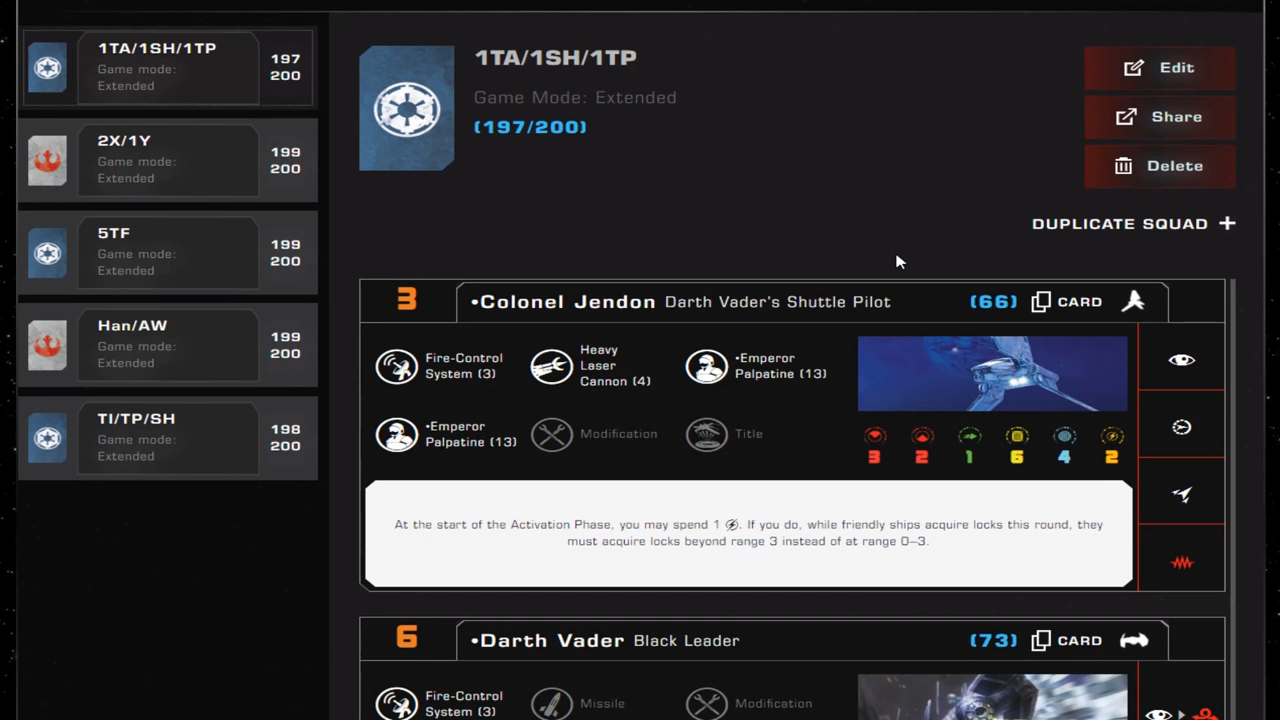 1TA/1SH/1TP
Game mode:
Extended
197
200
2X/1Y
Game mode:
Extended
199
200
5TF
Game mode:
Extended
199
200
Han/AW
Game mode:
Extended
199
200
TI/TP/SH
Game mode:
Extended
198
200
1TA/1SH/1TP
Game Mode: Extended
(197/200)
Edit
Share
Delete
DUPLICATE SQUAD +
3
•Colonel Jendon Darth Vader's Shuttle Pilot (66) CARD
Fire-Control
System (3)
Heavy
Laser
Cannon (4)
•Emperor
Palpatine (13)
•Emperor
Palpatine (13)
Modification
Title
3 2 1 6 4 2
At the start of the Activation Phase, you may spend 1 . If you do, while friendly ships acquire locks this round, they
must acquire locks beyond range 3 instead of at range 0–3.
6
•Darth Vader Black Leader (73) CARD
Fire-Control
System (3)
Missile
Modification